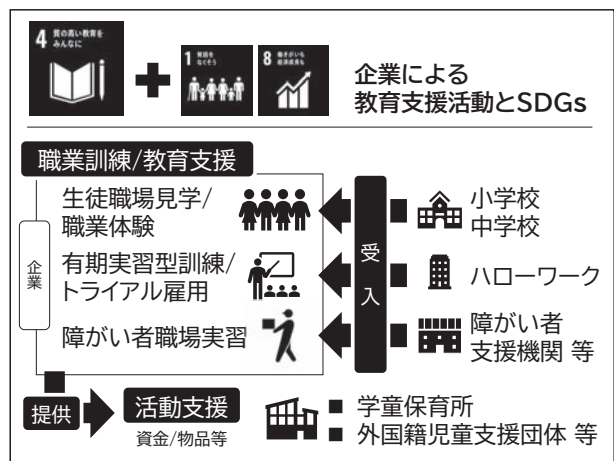 4 質の高い教育を
みんなに
1 貧困を
なくそう
8 働きがいも
経済成長も
企業による
教育支援活動とSDGs
職業訓練/教育支援
企業
生徒職場見学/
職業体験
有期実習型訓練/
トライアル雇用
障がい者職場実習
受入
小学校
中学校
ハローワーク
障がい者
支援機関 等
提供
活動支援
資金/物品等
■ 学童保育所
■ 外国籍児童支援団体 等